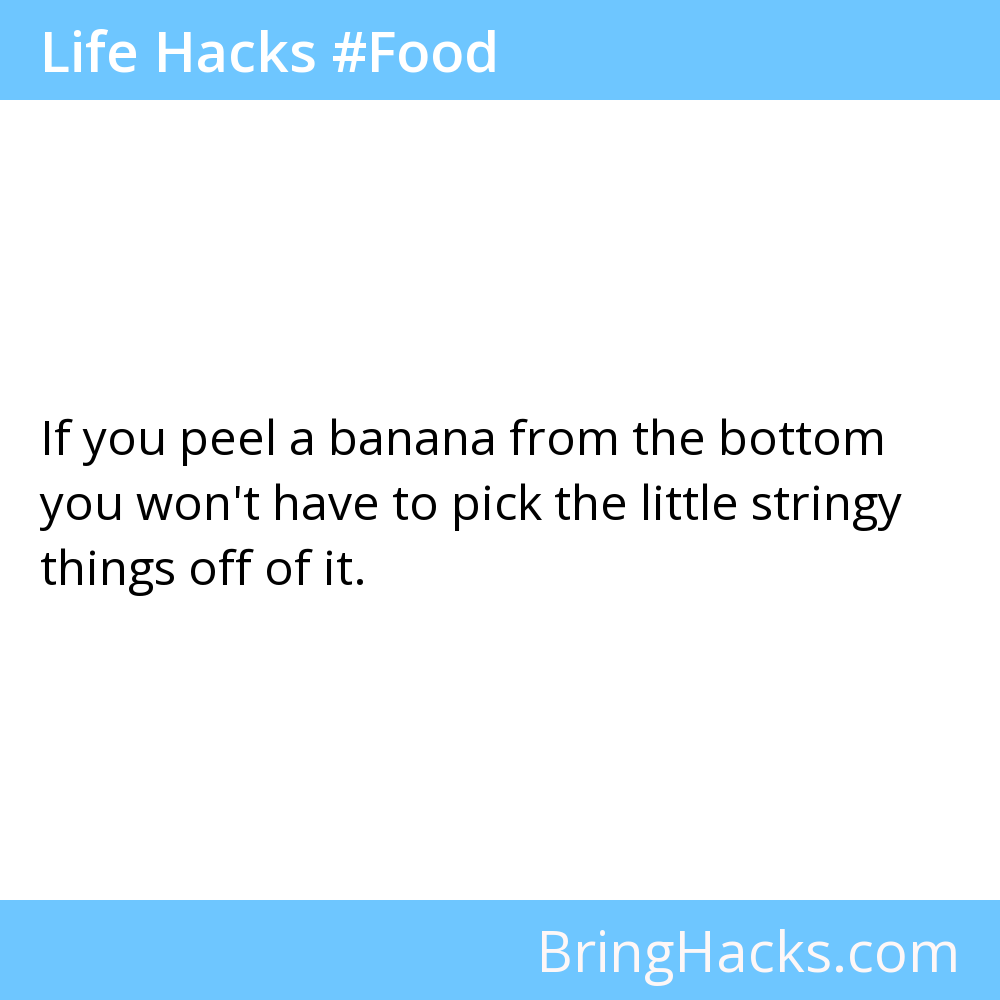 Life Hacks #Food
If you peel a banana from the bottom
you won't have to pick the little stringy
things off of it.
BringHacks.com